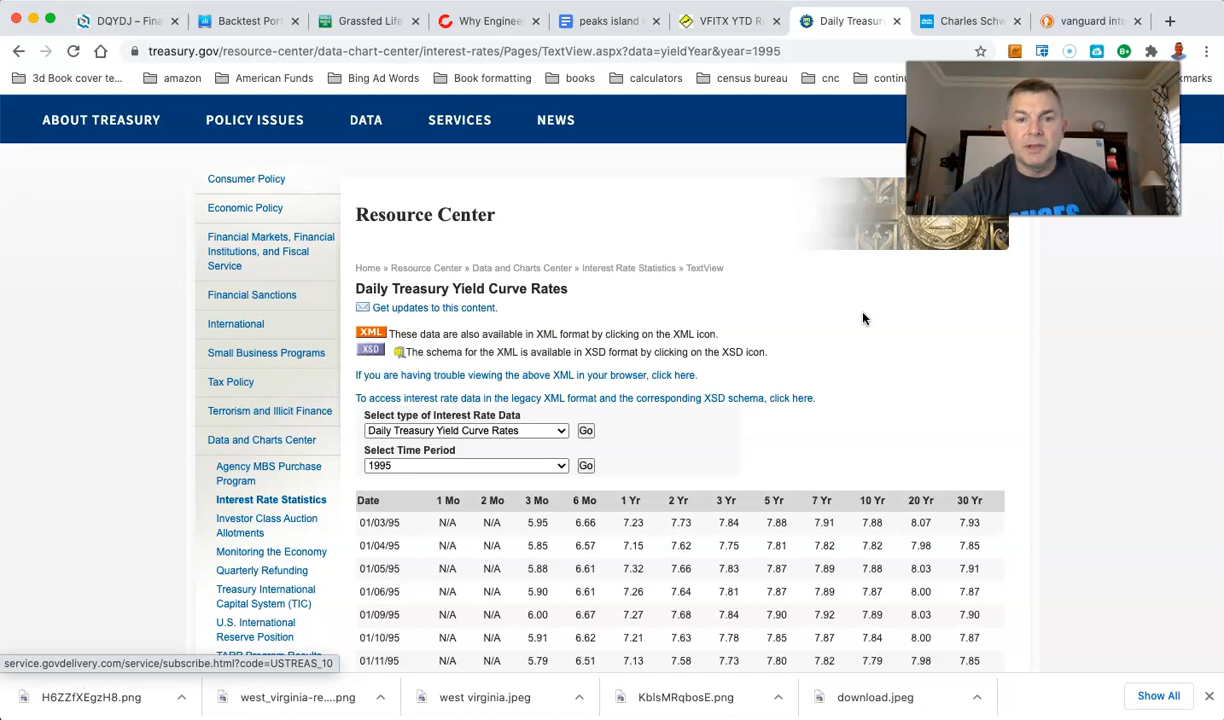 DQYDJ – Fina
Backtest Port
Grassfed Life
Why Enginee
peaks island
VFITX YTD R
Daily Treasury
Charles Schw
vanguard inte
treasury.gov/resource-center/data-chart-center/interest-rates/Pages/TextView.aspx?data=yieldYear&year=1995
3d Book cover te...
amazon
American Funds
Bing Ad Words
Book formatting
books
calculators
census bureau
cnc
ABOUT TREASURY
POLICY ISSUES
DATA
SERVICES
NEWS
Consumer Policy
Economic Policy
Financial Markets, Financial
Institutions, and Fiscal
Service
Financial Sanctions
International
Small Business Programs
Tax Policy
Terrorism and Illicit Finance
Data and Charts Center
Agency MBS Purchase
Program
Interest Rate Statistics
Investor Class Auction
Allotments
Monitoring the Economy
Quarterly Refunding
Treasury International
Capital System (TIC)
U.S. International
Reserve Position
Resource Center
Home » Resource Center » Data and Charts Center » Interest Rate Statistics » TextView
Daily Treasury Yield Curve Rates
Get updates to this content.
XML These data are also available in XML format by clicking on the XML icon.
XSD The schema for the XML is available in XSD format by clicking on the XSD icon.
If you are having trouble viewing the above XML in your browser, click here.
To access interest rate data in the legacy XML format and the corresponding XSD schema, click here.
Select type of Interest Rate Data
Daily Treasury Yield Curve Rates Go
Select Time Period
1995 Go
Date 1 Mo 2 Mo 3 Mo 6 Mo 1 Yr 2 Yr 3 Yr 5 Yr 7 Yr 10 Yr 20 Yr 30 Yr
01/03/95 N/A N/A 5.95 6.66 7.23 7.73 7.84 7.88 7.91 7.88 8.07 7.93
01/04/95 N/A N/A 5.85 6.57 7.15 7.62 7.75 7.81 7.82 7.82 7.98 7.85
01/05/95 N/A N/A 5.88 6.61 7.32 7.66 7.83 7.87 7.89 7.88 8.03 7.91
01/06/95 N/A N/A 5.90 6.61 7.26 7.64 7.81 7.87 7.89 7.87 8.00 7.87
01/09/95 N/A N/A 6.00 6.67 7.27 7.68 7.84 7.90 7.92 7.89 8.03 7.90
01/10/95 N/A N/A 5.91 6.62 7.21 7.63 7.78 7.85 7.87 7.84 8.00 7.87
01/11/95 N/A N/A 5.79 6.51 7.13 7.58 7.73 7.80 7.82 7.79 7.98 7.85
service.govdelivery.com/service/subscribe.html?code=USTREAS_10
H6ZZfXEgzH8.png
west_virginia-re....png
west virginia.jpeg
KblsMRqbosE.png
download.jpeg
Show All